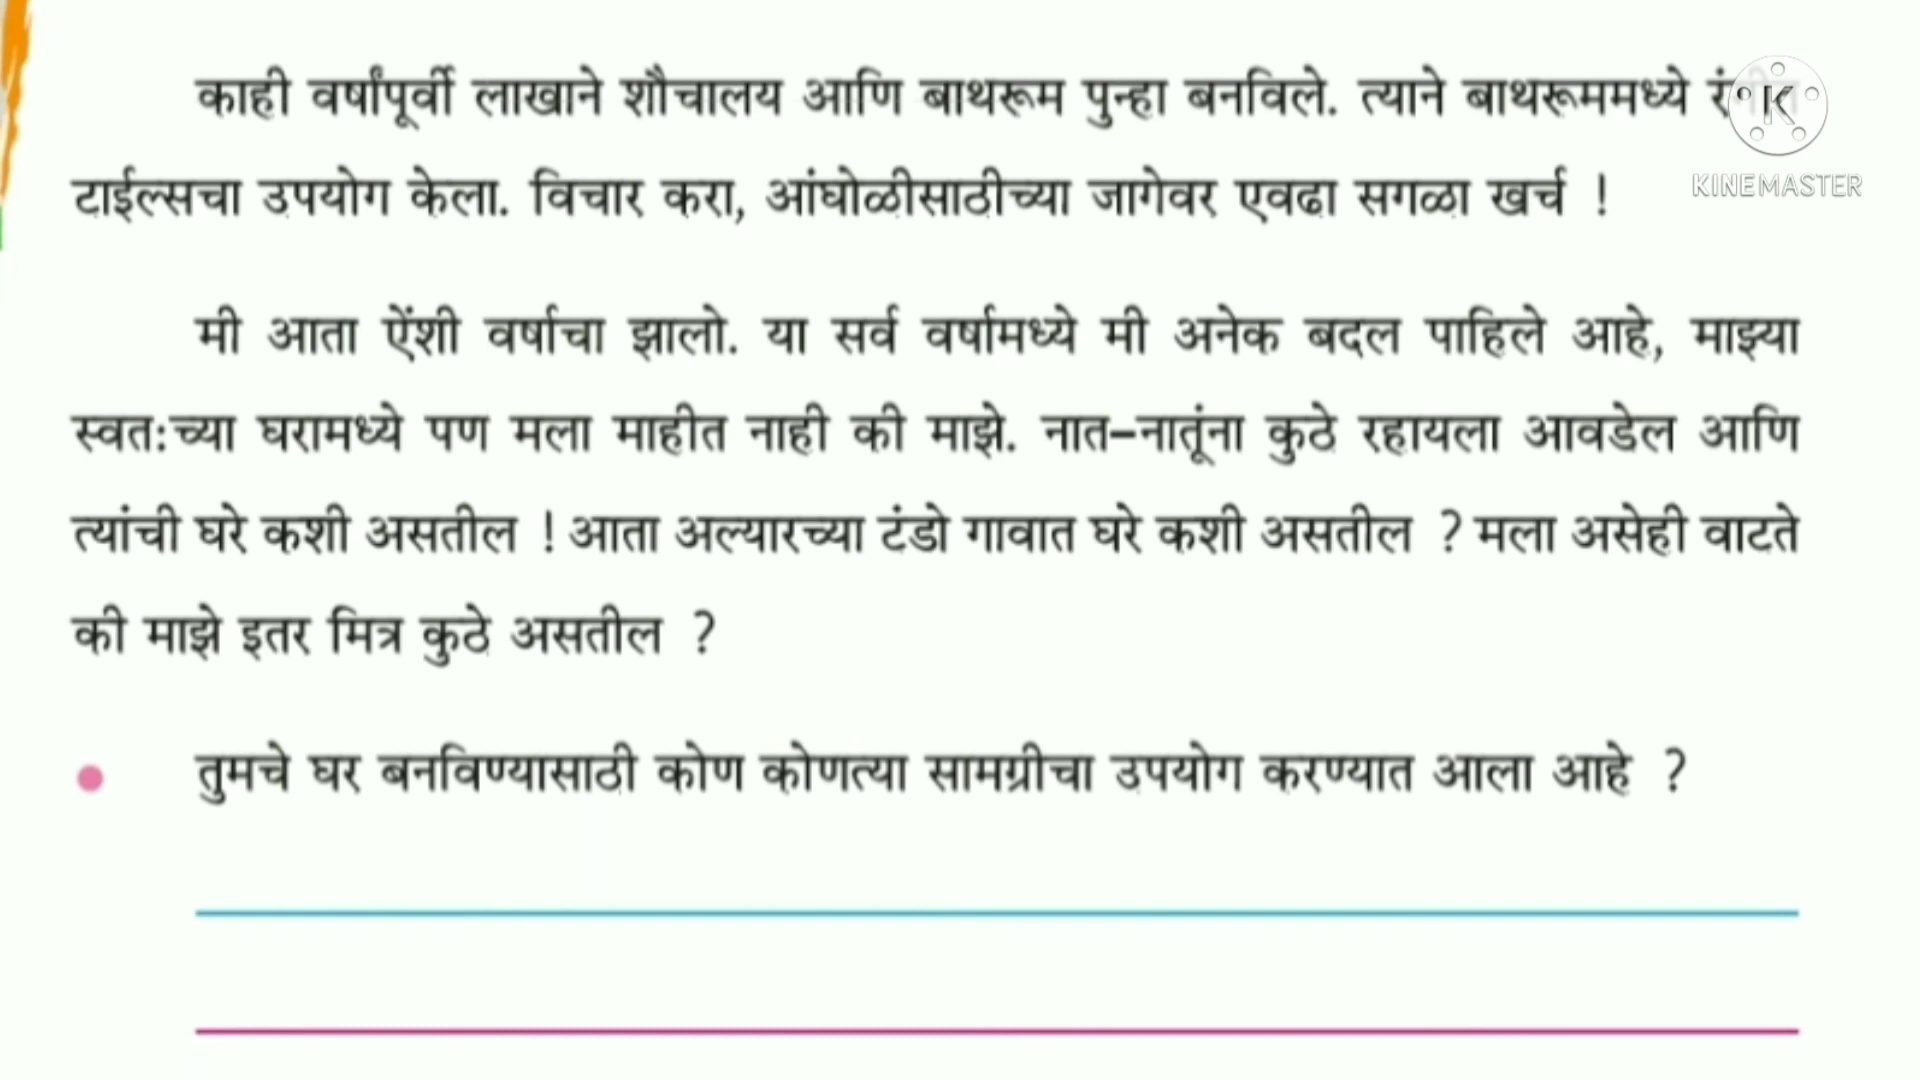 काही वर्षांपूर्वी लाखाने शौचालय आणि बाथरूम पुन्हा बनविले. त्याने बाथरूममध्ये
टाईल्सचा उपयोग केला. विचार करा, आंघोळीसाठीच्या जागेवर एवढा सगळा खर्च !
KINEMASTER
मी आता ऐंशी वर्षाचा झालो. या सर्व वर्षामध्ये मी अनेक बदल पाहिले आहे, माझ्या
स्वतःच्या घरामध्ये पण मला माहीत नाही की माझे. नात-नातूंना कुठे रहायला आवडेल आणि
त्यांची घरे कशी असतील ! आता अल्यारच्या टंडो गावात घरे कशी असतील ? मला असेही वाटते
की माझे इतर मित्र कुठे असतील ?
तुमचे घर बनविण्यासाठी कोण कोणत्या सामग्रीचा उपयोग करण्यात आला आहे ?